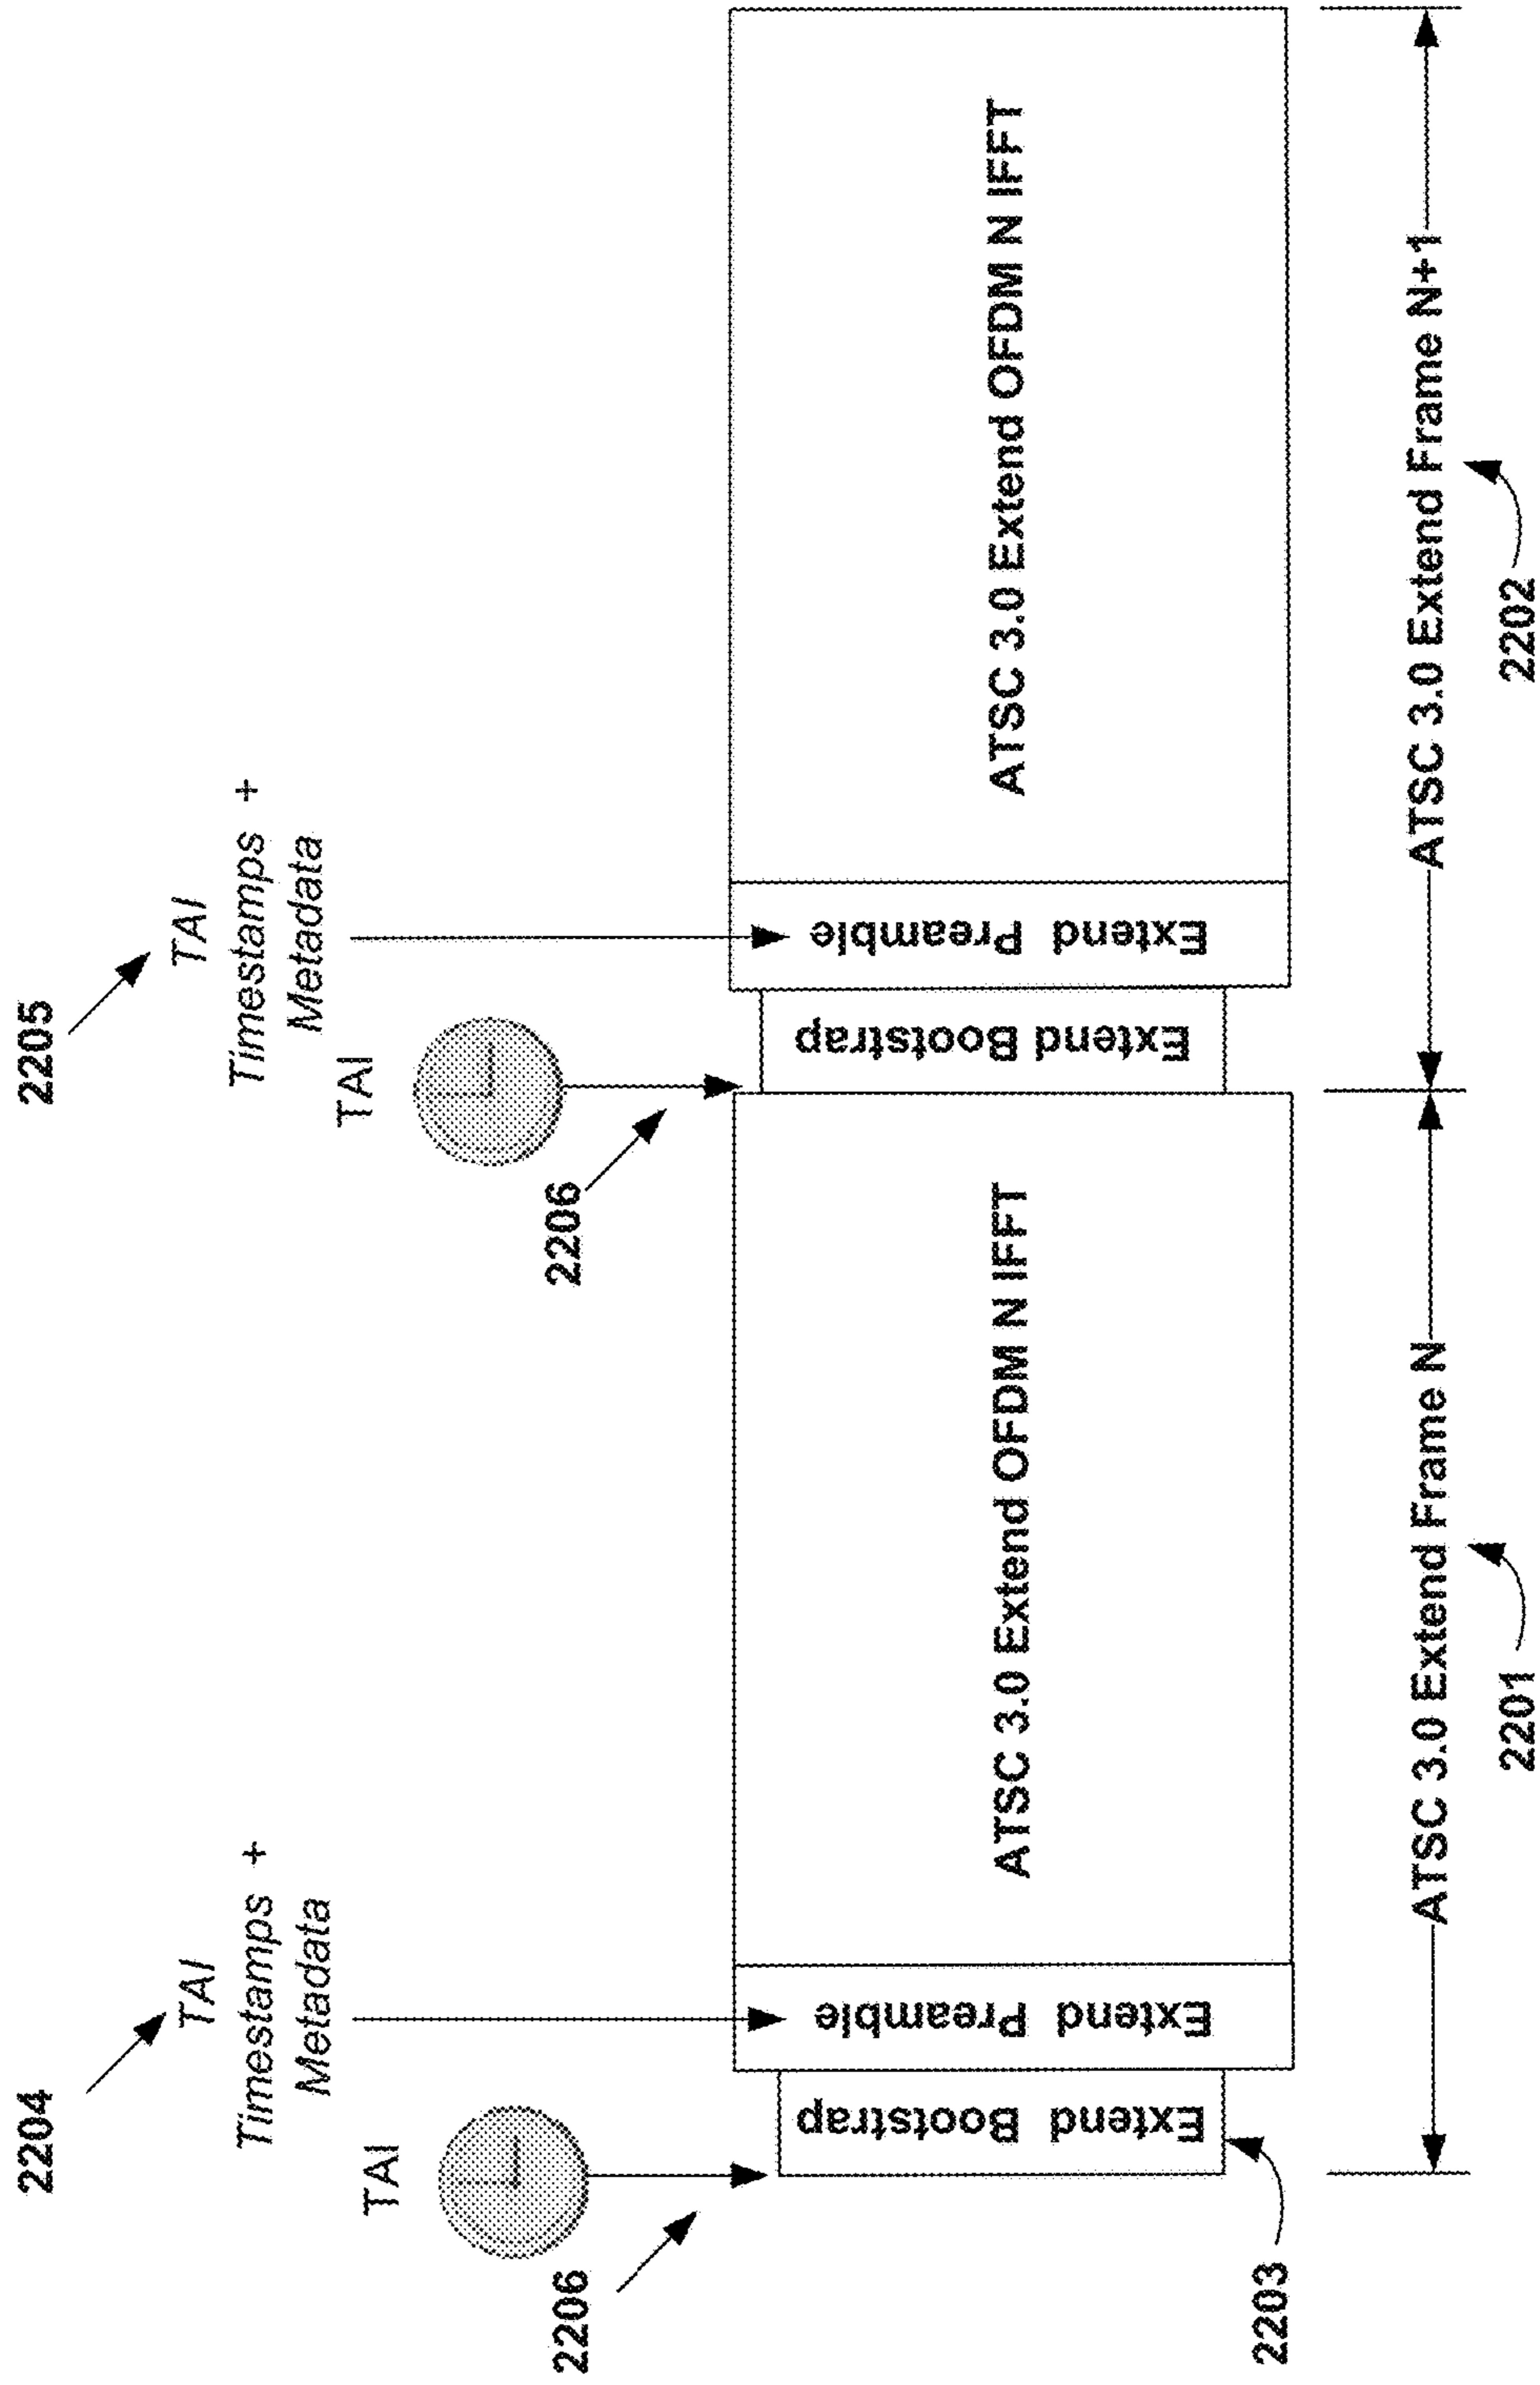 2204
TAI
Timestamps +
Metadata
TAI
2206
2205
TAI
Timestamps +
Metadata
TAI
2206
Extend Bootstrap
Extend Preamble
ATSC 3.0 Extend OFDM N IFFT
Extend Bootstrap
Extend Preamble
ATSC 3.0 Extend OFDM N IFFT
2203
ATSC 3.0 Extend Frame N
2201
ATSC 3.0 Extend Frame N+1
2202